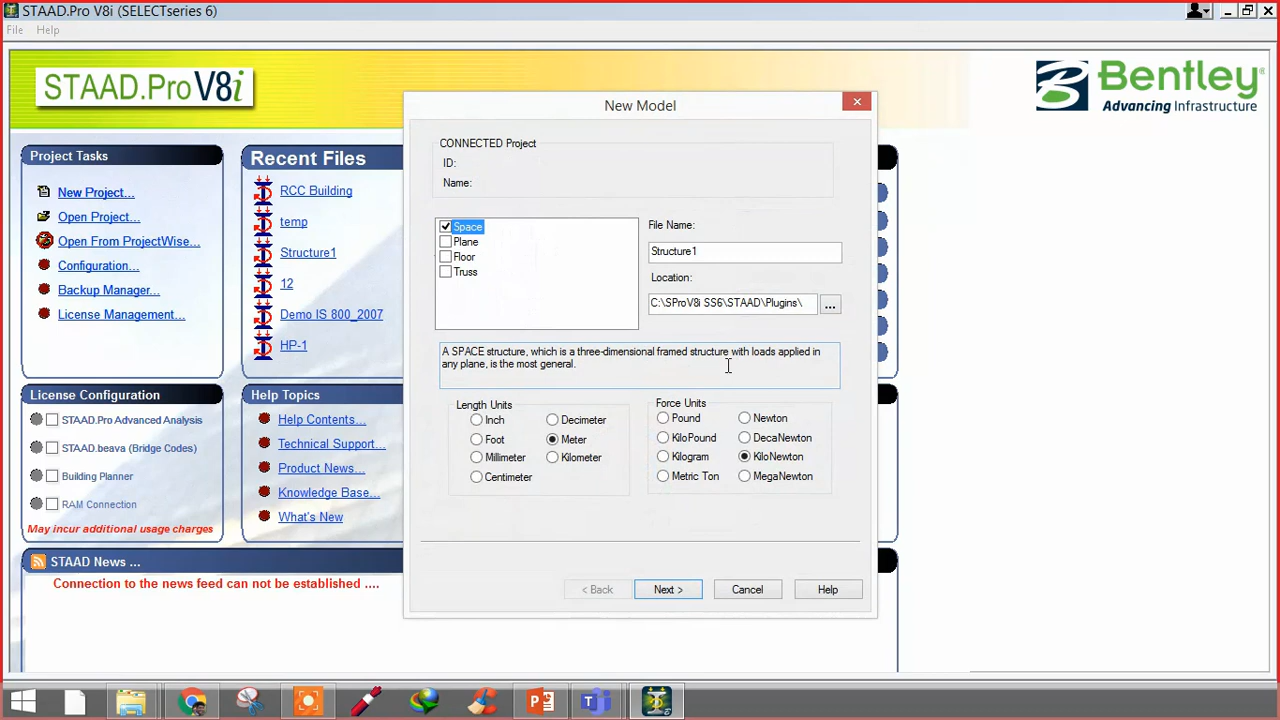 STAAD.Pro V8i (SELECTseries 6)
File Help
STAAD.Pro V8i
Bentley®
Advancing Infrastructure
Project Tasks
New Project...
Open Project...
Open From ProjectWise...
Configuration...
Backup Manager...
License Management...
Recent Files
RCC Building
temp
Structure1
12
Demo IS 800_2007
HP-1
License Configuration
STAAD.Pro Advanced Analysis
STAAD.beava (Bridge Codes)
Building Planner
RAM Connection
May incur additional usage charges
Help Topics
Help Contents...
Technical Support...
Product News...
Knowledge Base...
What's New
STAAD News ...
Connection to the news feed can not be established ....
New Model
CONNECTED Project
ID:
Name:
Space
Plane
Floor
Truss
File Name:
Structure1
Location:
C:\SProV8i SS6\STAAD\Plugins\
...
A SPACE structure, which is a three-dimensional framed structure with loads applied in
any plane, is the most general.
Length Units
Inch
Foot
Millimeter
Centimeter
Decimeter
Meter
Kilometer
Force Units
Pound
KiloPound
Kilogram
Metric Ton
Newton
DecaNewton
KiloNewton
MegaNewton
< Back
Next >
Cancel
Help